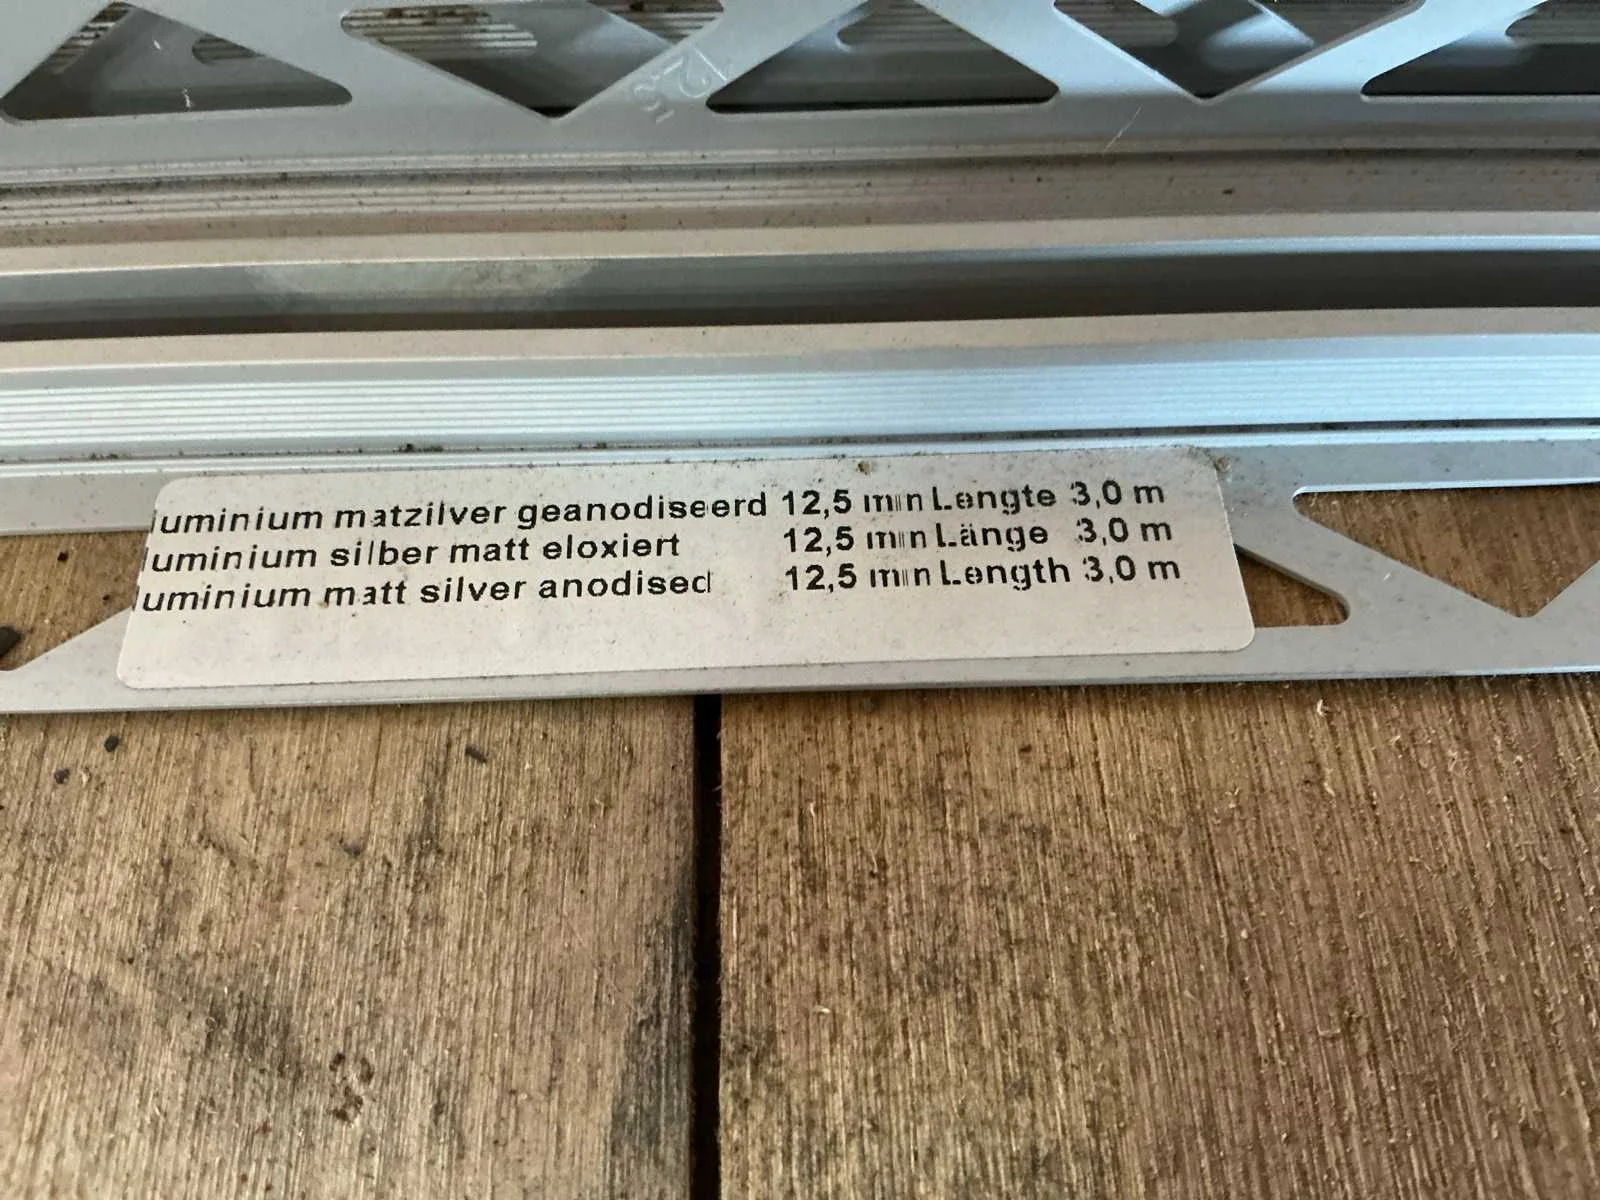 12,5
luminium matzilver geanodiseerd 12,5 mm Lengte 3,0 m
luminium silber matt eloxiert 12,5 mm Länge 3,0 m
luminium matt silver anodised 12,5 mm Length 3,0 m